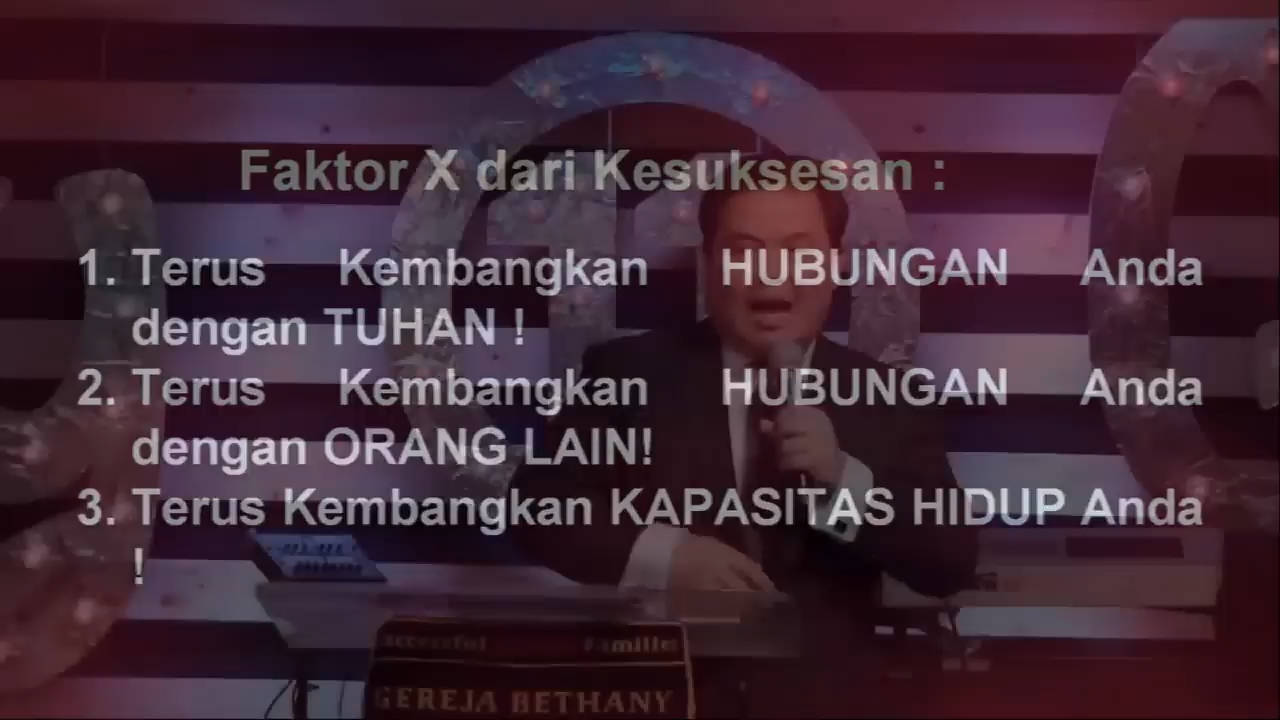 Faktor X dari Kesuksesan :
1. Terus Kembangkan HUBUNGAN Anda
dengan TUHAN !
2. Terus Kembangkan HUBUNGAN Anda
dengan ORANG LAIN!
3. Terus Kembangkan KAPASITAS HIDUP Anda
!
GEREJA BETHANY